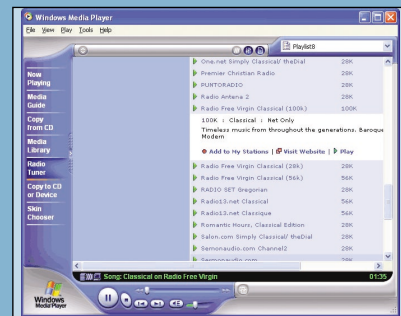 Windows Media Player
File View Play Tools Help
Playlist8
Now
Playing
Media
Guide
Copy
from CD
Media
Library
Radio
Tuner
Copy to CD
or Device
Skin
Chooser
One.net Simply Classical/ theDial 28K
Premier Christian Radio 28K
PUNTORADIO 28K
Radio Antena 2 28K
Radio Free Virgin Classical (100k) 100K
100K : Classical : Net Only
Timeless music from throughout the generations. Baroque
Modern
Add to My Stations | Visit Website | Play
Radio Free Virgin Classical (28k) 28K
Radio Free Virgin Classical (56k) 56K
RADIO SET Gregorian 28K
Radio13.net Classical 56K
Radio13.net Classique 56K
Romantic Hours, Classical Edition 28K
Salon.com Simply Classical/ theDial 28K
Sermonaudio.com Channel2 28K
Sermonaudio.com 28K
Song: Classical on Radio Free Virgin 01:35
Windows
Media Player